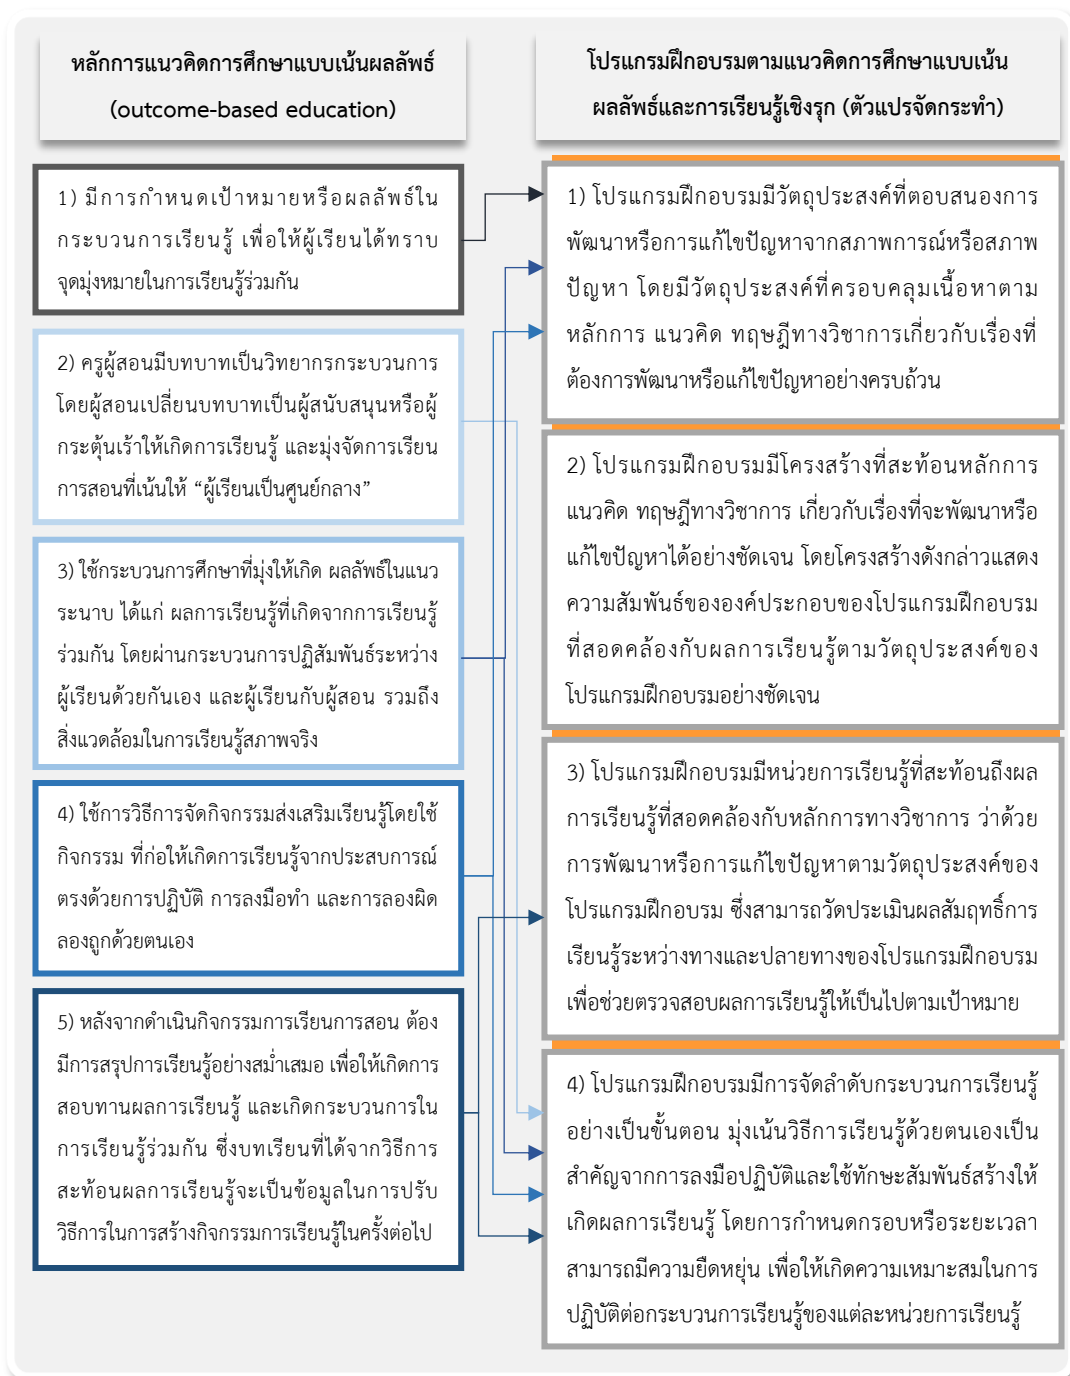 หลักการแนวคิดการศึกษาแบบเน้นผลลัพธ์
(outcome-based education)
1) มีการกำหนดเป้าหมายหรือผลลัพธ์ใน
กระบวนการเรียนรู้ เพื่อให้ผู้เรียนได้ทราบ
จุดมุ่งหมายในการเรียนรู้ร่วมกัน
2) ครูผู้สอนมีบทบาทเป็นวิทยากรกระบวนการ
โดยผู้สอนเปลี่ยนบทบาทเป็นผู้สนับสนุนหรือผู้
กระตุ้นเร้าให้เกิดการเรียนรู้ และมุ่งจัดการเรียน
การสอนที่เน้นให้ “ผู้เรียนเป็นศูนย์กลาง”
3) ใช้กระบวนการศึกษาที่มุ่งให้เกิด ผลลัพธ์ในแนว
ระนาบ ได้แก่ ผลการเรียนรู้ที่เกิดจากการเรียนรู้
ร่วมกัน โดยผ่านกระบวนการปฏิสัมพันธ์ระหว่าง
ผู้เรียนด้วยกันเอง และผู้เรียนกับผู้สอน รวมถึง
สิ่งแวดล้อมในการเรียนรู้สภาพจริง
4) ใช้การวิธีการจัดกิจกรรมส่งเสริมเรียนรู้โดยใช้
กิจกรรม ที่ก่อให้เกิดการเรียนรู้จากประสบการณ์
ตรงด้วยการปฏิบัติ การลงมือทำ และการลองผิด
ลองถูกด้วยตนเอง
5) หลังจากดำเนินกิจกรรมการเรียนการสอน ต้อง
มีการสรุปการเรียนรู้อย่างสม่ำเสมอ เพื่อให้เกิดการ
สอบทานผลการเรียนรู้ และเกิดกระบวนการใน
การเรียนรู้ร่วมกัน ซึ่งบทเรียนที่ได้จากวิธีการ
สะท้อนผลการเรียนรู้จะเป็นข้อมูลในการปรับ
วิธีการในการสร้างกิจกรรมการเรียนรู้ในครั้งต่อไป
โปรแกรมฝึกอบรมตามแนวคิดการศึกษาแบบเน้น
ผลลัพธ์และการเรียนรู้เชิงรุก (ตัวแปรจัดกระทำ)
1) โปรแกรมฝึกอบรมมีวัตถุประสงค์ที่ตอบสนองการ
พัฒนาหรือการแก้ไขปัญหาจากสภาพการณ์หรือสภาพ
ปัญหา โดยมีวัตถุประสงค์ที่ครอบคลุมเนื้อหาตาม
หลักการ แนวคิด ทฤษฎีทางวิชาการเกี่ยวกับเรื่องที่
ต้องการพัฒนาหรือแก้ไขปัญหาอย่างครบถ้วน
2) โปรแกรมฝึกอบรมมีโครงสร้างที่สะท้อนหลักการ
แนวคิด ทฤษฎีทางวิชาการ เกี่ยวกับเรื่องที่จะพัฒนาหรือ
แก้ไขปัญหาได้อย่างชัดเจน โดยโครงสร้างดังกล่าวแสดง
ความสัมพันธ์ขององค์ประกอบของโปรแกรมฝึกอบรม
ที่สอดคล้องกับผลการเรียนรู้ตามวัตถุประสงค์ของ
โปรแกรมฝึกอบรมอย่างชัดเจน
3) โปรแกรมฝึกอบรมมีหน่วยการเรียนรู้ที่สะท้อนถึงผล
การเรียนรู้ที่สอดคล้องกับหลักการทางวิชาการ ว่าด้วย
การพัฒนาหรือการแก้ไขปัญหาตามวัตถุประสงค์ของ
โปรแกรมฝึกอบรม ซึ่งสามารถวัดประเมินผลสัมฤทธิ์การ
เรียนรู้ระหว่างทางและปลายทางของโปรแกรมฝึกอบรม
เพื่อช่วยตรวจสอบผลการเรียนรู้ให้เป็นไปตามเป้าหมาย
4) โปรแกรมฝึกอบรมมีการจัดลำดับกระบวนการเรียนรู้
อย่างเป็นขั้นตอน มุ่งเน้นวิธีการเรียนรู้ด้วยตนเองเป็น
สำคัญจากการลงมือปฏิบัติและใช้ทักษะสัมพันธ์สร้างให้
เกิดผลการเรียนรู้ โดยการกำหนดกรอบหรือระยะเวลา
สามารถมีความยืดหยุ่น เพื่อให้เกิดความเหมาะสมในการ
ปฏิบัติต่อกระบวนการเรียนรู้ของแต่ละหน่วยการเรียนรู้